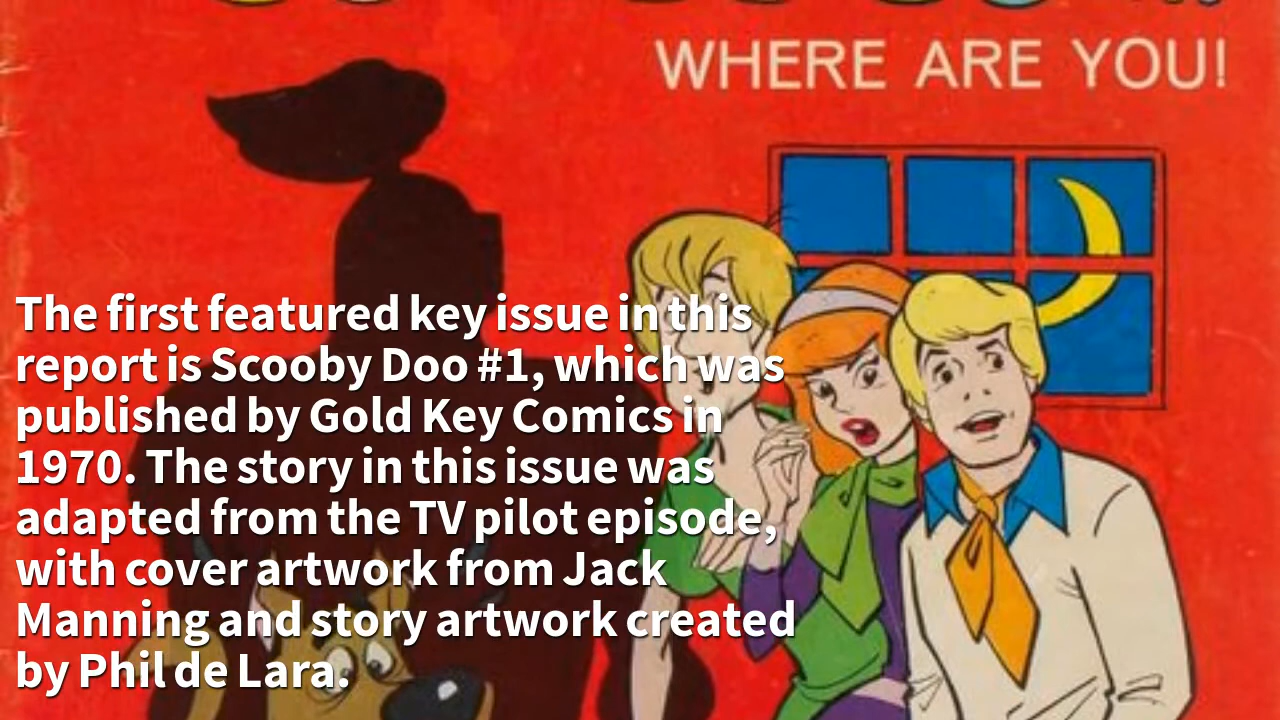 WHERE ARE YOU!
The first featured key issue in this
report is Scooby Doo #1, which was
published by Gold Key Comics in
1970. The story in this issue was
adapted from the TV pilot episode,
with cover artwork from Jack
Manning and story artwork created
by Phil de Lara.